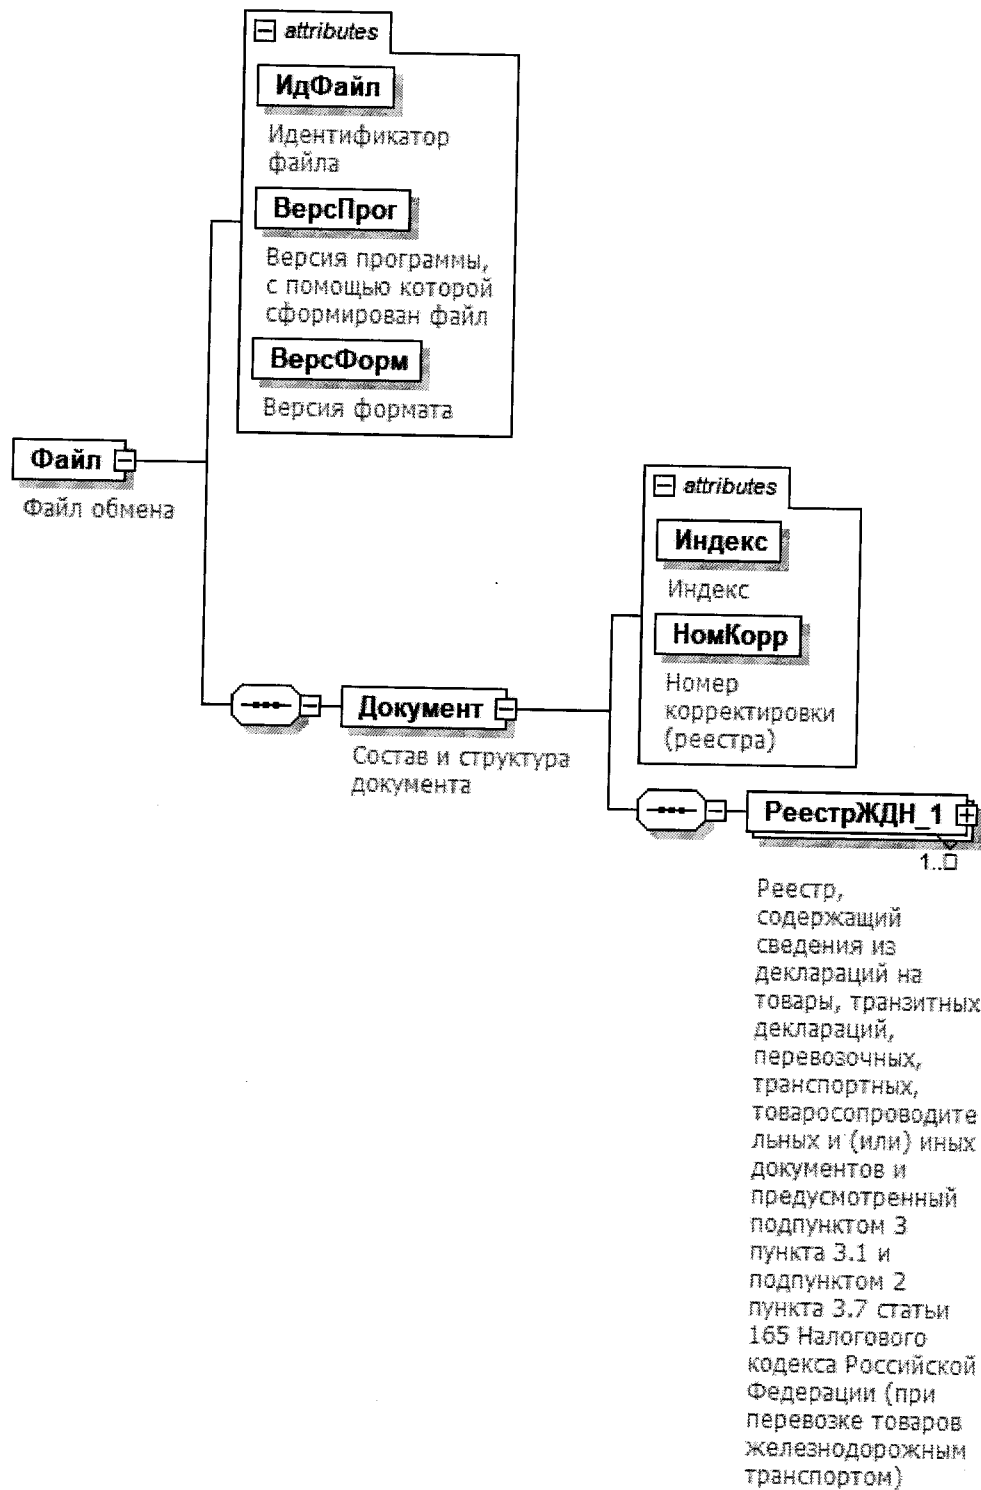 attributes
ИдФайл
Идентификатор
файла
ВерсПрог
Версия программы,
с помощью которой
сформирован файл
ВерсФорм
Версия формата
Файл
Файл обмена
Документ
Состав и структура
документа
attributes
Индекс
Индекс
НомКорр
Номер
корректировки
(реестра)
РеестрЖДН_1
1..□
Реестр,
содержащий
сведения из
деклараций на
товары, транзитных
деклараций,
перевозочных,
транспортных,
товаросопроводите
льных и (или) иных
документов и
предусмотренный
подпунктом 3
пункта 3.1 и
подпунктом 2
пункта 3.7 статьи
165 Налогового
кодекса Российской
Федерации (при
перевозке товаров
железнодорожным
транспортом)